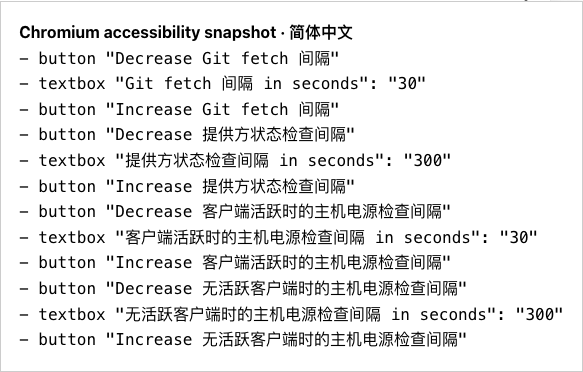 Chromium accessibility snapshot · 简体中文
– button "Decrease Git fetch 间隔"
– textbox "Git fetch 间隔 in seconds": "30"
– button "Increase Git fetch 间隔"
– button "Decrease 提供方状态检查间隔"
– textbox "提供方状态检查间隔 in seconds": "300"
– button "Increase 提供方状态检查间隔"
– button "Decrease 客户端活跃时的主机电源检查间隔"
– textbox "客户端活跃时的主机电源检查间隔 in seconds": "30"
– button "Increase 客户端活跃时的主机电源检查间隔"
– button "Decrease 无活跃客户端时的主机电源检查间隔"
– textbox "无活跃客户端时的主机电源检查间隔 in seconds": "300"
– button "Increase 无活跃客户端时的主机电源检查间隔"